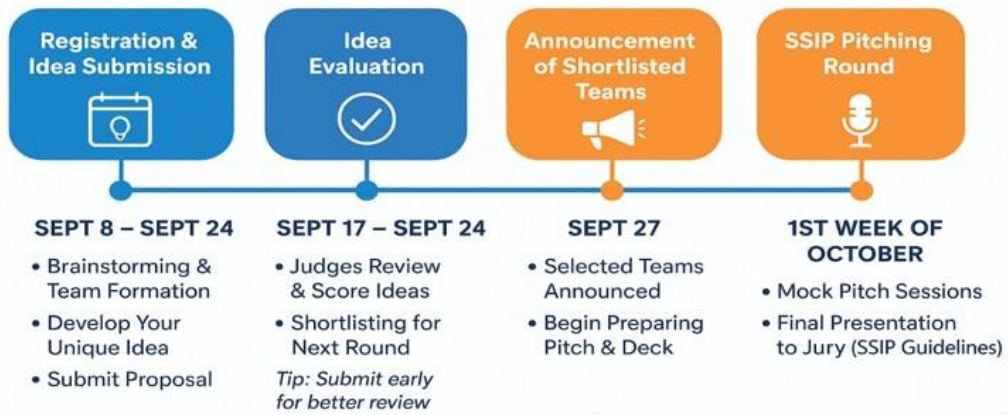 Registration &
Idea Submission
Idea
Evaluation
Announcement
of Shortlisted
Teams
SSIP Pitching
Round
SEPT 8 – SEPT 24
• Brainstorming &
Team Formation
• Develop Your
Unique Idea
• Submit Proposal
SEPT 17 – SEPT 24
• Judges Review
& Score Ideas
• Shortlisting for
Next Round
Tip: Submit early
for better review
SEPT 27
• Selected Teams
Announced
• Begin Preparing
Pitch & Deck
1ST WEEK OF
OCTOBER
• Mock Pitch Sessions
• Final Presentation
to Jury (SSIP Guidelines)